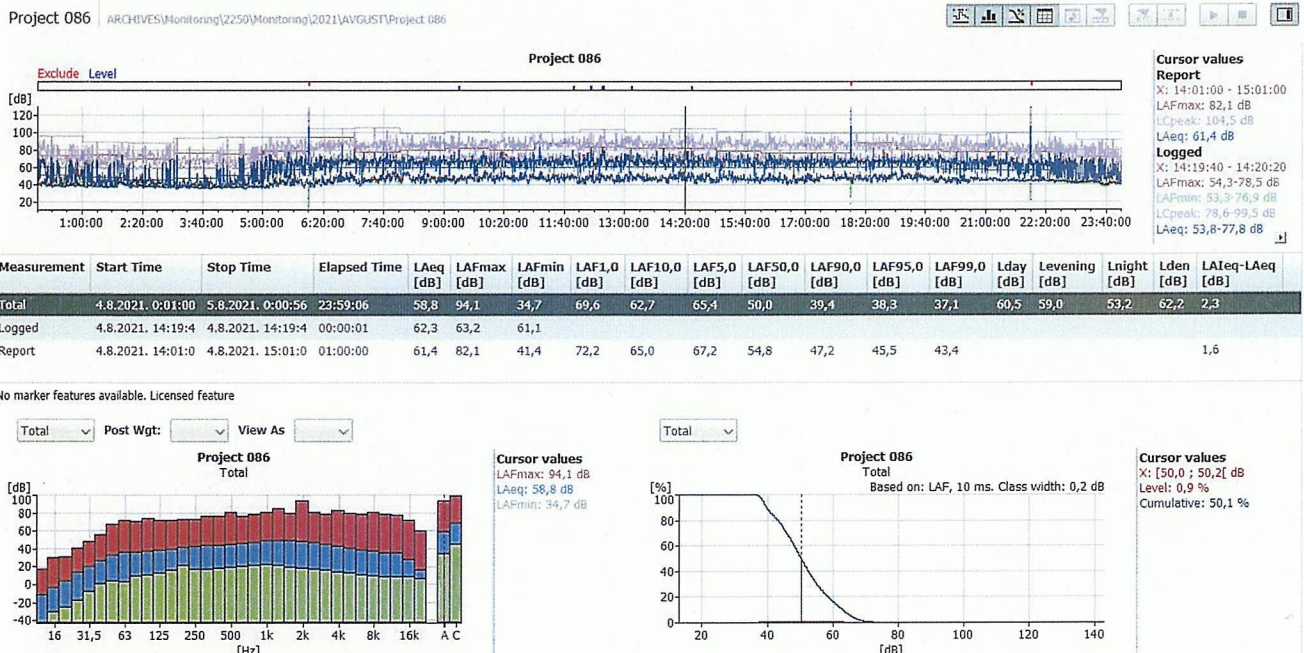 Project 086 ARCHIVES\Monitoring\2250\Monitoring\2021\AVGUST\Project 086
Project 086
Exclude Level
[dB]
120
100
80
60
40
20
1:00:00 2:20:00 3:40:00 5:00:00 6:20:00 7:40:00 9:00:00 10:20:00 11:40:00 13:00:00 14:20:00 15:40:00 17:00:00 18:20:00 19:40:00 21:00:00 22:20:00 23:40:00
Cursor values
Report
X: 14:01:00 - 15:01:00
LAFmax: 82,1 dB
LCpeak: 104,5 dB
LAeq: 61,4 dB
Logged
X: 14:19:40 - 14:20:20
LAFmax: 54,3-78,5 dB
LAFmin: 53,3-76,9 dB
LCpeak: 78,6-99,5 dB
LAeq: 53,8-77,8 dB
Measurement Start Time Stop Time Elapsed Time LAeq LAFmax LAFmin LAF1,0 LAF10,0 LAF5,0 LAF50,0 LAF90,0 LAF95,0 LAF99,0 Lday Levening Lnight Lden LAIeq-LAeq
[dB] [dB] [dB] [dB] [dB] [dB] [dB] [dB] [dB] [dB] [dB] [dB] [dB] [dB] [dB]
Total 4.8.2021. 0:01:00 5.8.2021. 0:00:56 23:59:06 58,8 94,1 34,7 69,6 62,7 65,4 50,0 39,4 38,3 37,1 60,5 59,0 53,2 62,2 2,3
Logged 4.8.2021. 14:19:4 4.8.2021. 14:19:4 00:00:01 62,3 63,2 61,1
Report 4.8.2021. 14:01:0 4.8.2021. 15:01:0 01:00:00 61,4 82,1 41,4 72,2 65,0 67,2 54,8 47,2 45,5 43,4 1,6
No marker features available. Licensed feature
Total Post Wgt: View As
Project 086
Total
[dB]
100
80
60
40
20
0
-20
-40
16 31,5 63 125 250 500 1k 2k 4k 8k 16k A C
[Hz]
Cursor values
LAFmax: 94,1 dB
LAeq: 58,8 dB
LAFmin: 34,7 dB
Total
Project 086
Total
Based on: LAF, 10 ms. Class width: 0,2 dB
[%]
100
80
60
40
20
0
20 40 60 80 100 120 140
[dB]
Cursor values
X: [50,0 ; 50,2[ dB
Level: 0,9 %
Cumulative: 50,1 %